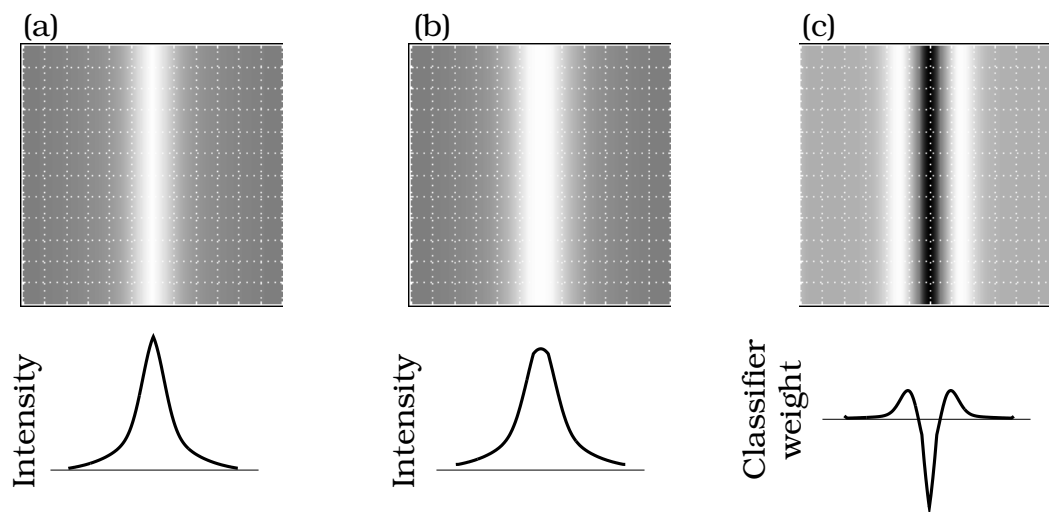 (a)
(b)
(c)
Intensity
Intensity
Classifier
weight